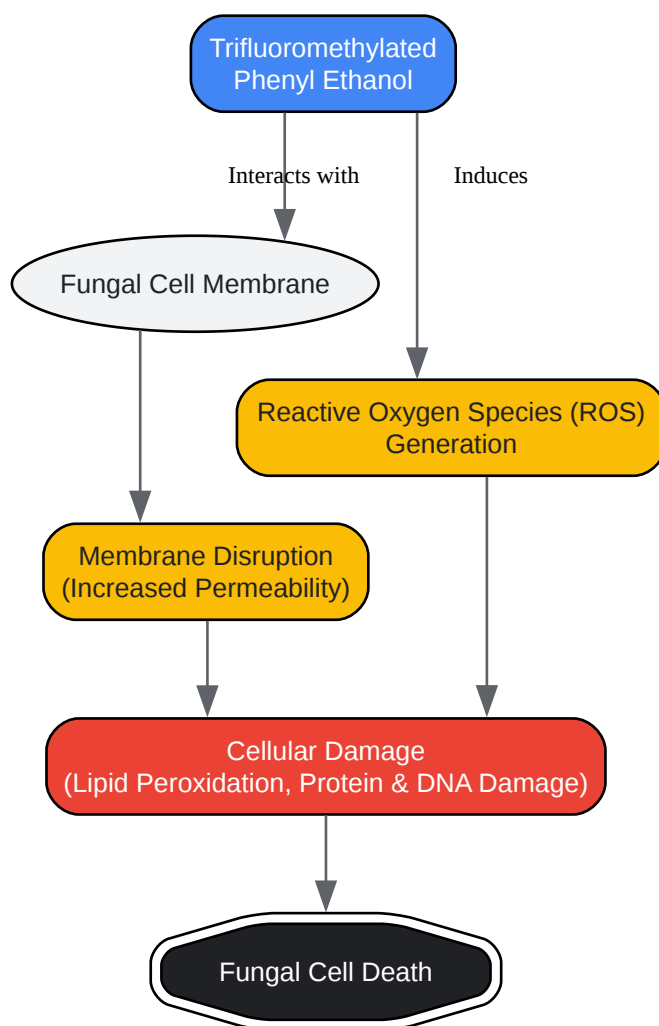 Trifluoromethylated
Phenyl Ethanol
Interacts with
Induces
Fungal Cell Membrane
Reactive Oxygen Species (ROS)
Generation
Membrane Disruption
(Increased Permeability)
Cellular Damage
(Lipid Peroxidation, Protein & DNA Damage)
Fungal Cell Death